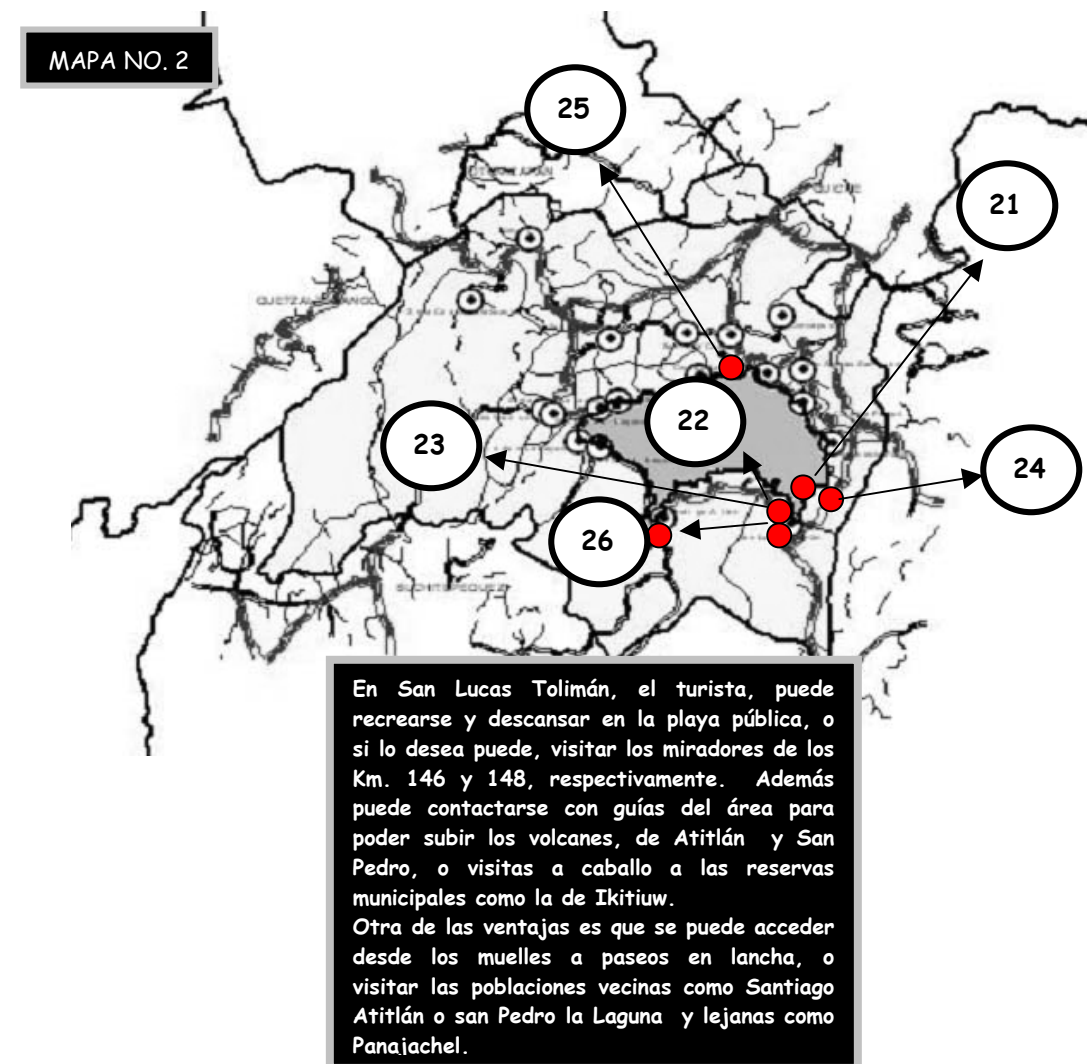 MAPA NO. 2
25
21
QUICHE
22
23
24
26
SUCHITEPEQUEZ
En San Lucas Tolimán, el turista, puede
recrearse y descansar en la playa pública, o
si lo desea puede, visitar los miradores de los
Km. 146 y 148, respectivamente. Además
puede contactarse con guías del área para
poder subir los volcanes, de Atitlán y San
Pedro, o visitas a caballo a las reservas
municipales como la de Ikitiuw.
Otra de las ventajas es que se puede acceder
desde los muelles a paseos en lancha, o
visitar las poblaciones vecinas como Santiago
Atitlán o san Pedro la Laguna y lejanas como
Panajachel.